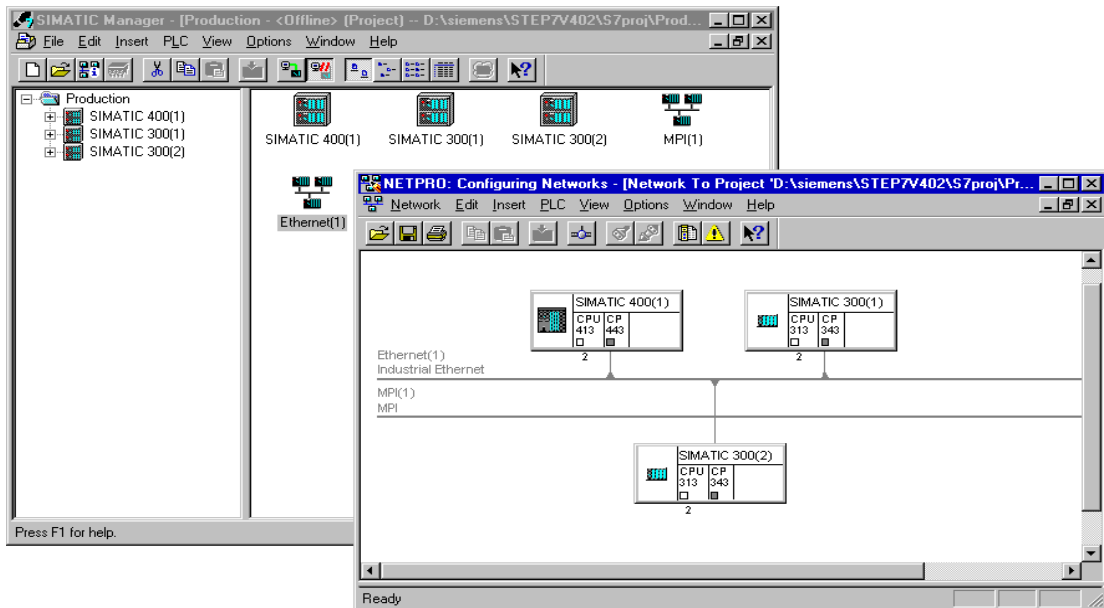 SIMATIC Manager - [Production - <Offline> (Project) -- D:\siemens\STEP7V402\S7proj\Prod...
File Edit Insert PLC View Options Window Help
Production
SIMATIC 400(1)
SIMATIC 300(1)
SIMATIC 300(2)
SIMATIC 400(1) SIMATIC 300(1) SIMATIC 300(2) MPI(1)
Ethernet(1)
Press F1 for help.
NETPRO: Configuring Networks - [Network To Project 'D:\siemens\STEP7V402\S7proj\Pr...
Network Edit Insert PLC View Options Window Help
SIMATIC 400(1)
CPU CP
413 443
2
SIMATIC 300(1)
CPU CP
313 343
2
Ethernet(1)
Industrial Ethernet
MPI(1)
MPI
SIMATIC 300(2)
CPU CP
313 343
2
Ready